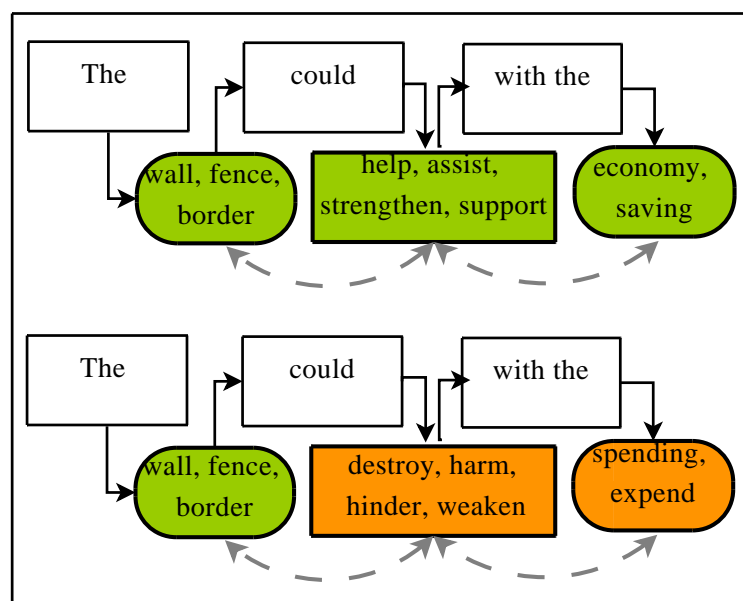 The
could
with the
wall, fence,
border
help, assist,
strengthen, support
economy,
saving
The
could
with the
wall, fence,
border
destroy, harm,
hinder, weaken
spending,
expend